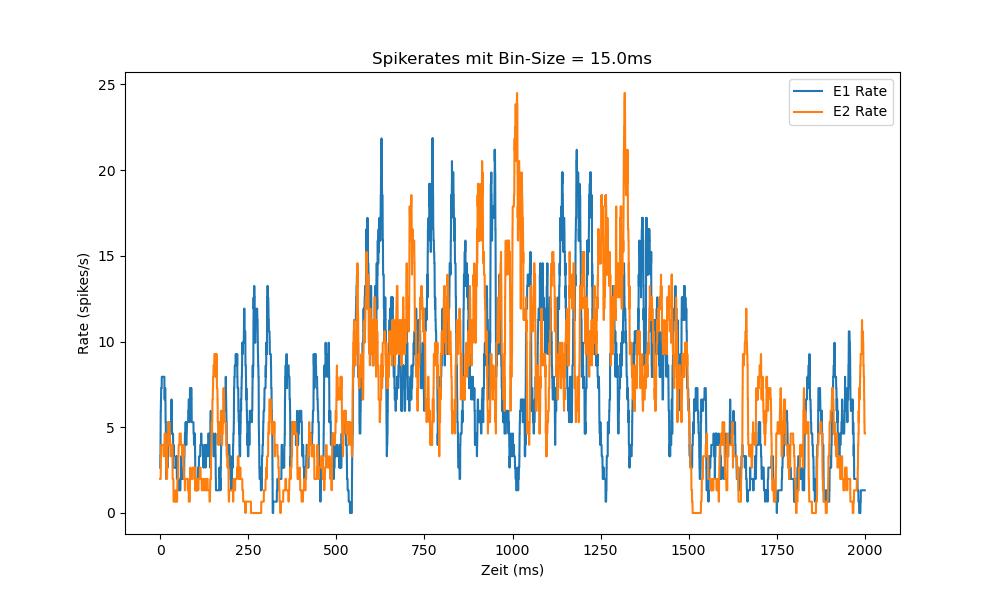 Spikerates mit Bin-Size = 15.0ms
E1 Rate
E2 Rate
25
20
15
10
5
0
Rate (spikes/s)
0 250 500 750 1000 1250 1500 1750 2000
Zeit (ms)